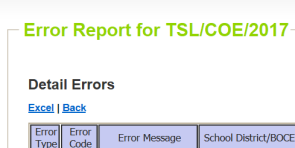 Error Report for TSL/COE/2017
Detail Errors
Excel | Back
Error Type Error Code Error Message School District/BOCE